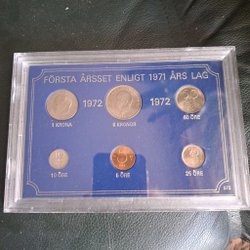 FÖRSTA ÅRSSET ENLIGT 1971 ÅRS LAG
1972 1972
1 KRONA 5 KRONOR 50 ÖRE
10 ÖRE 5 ÖRE 25 ÖRE